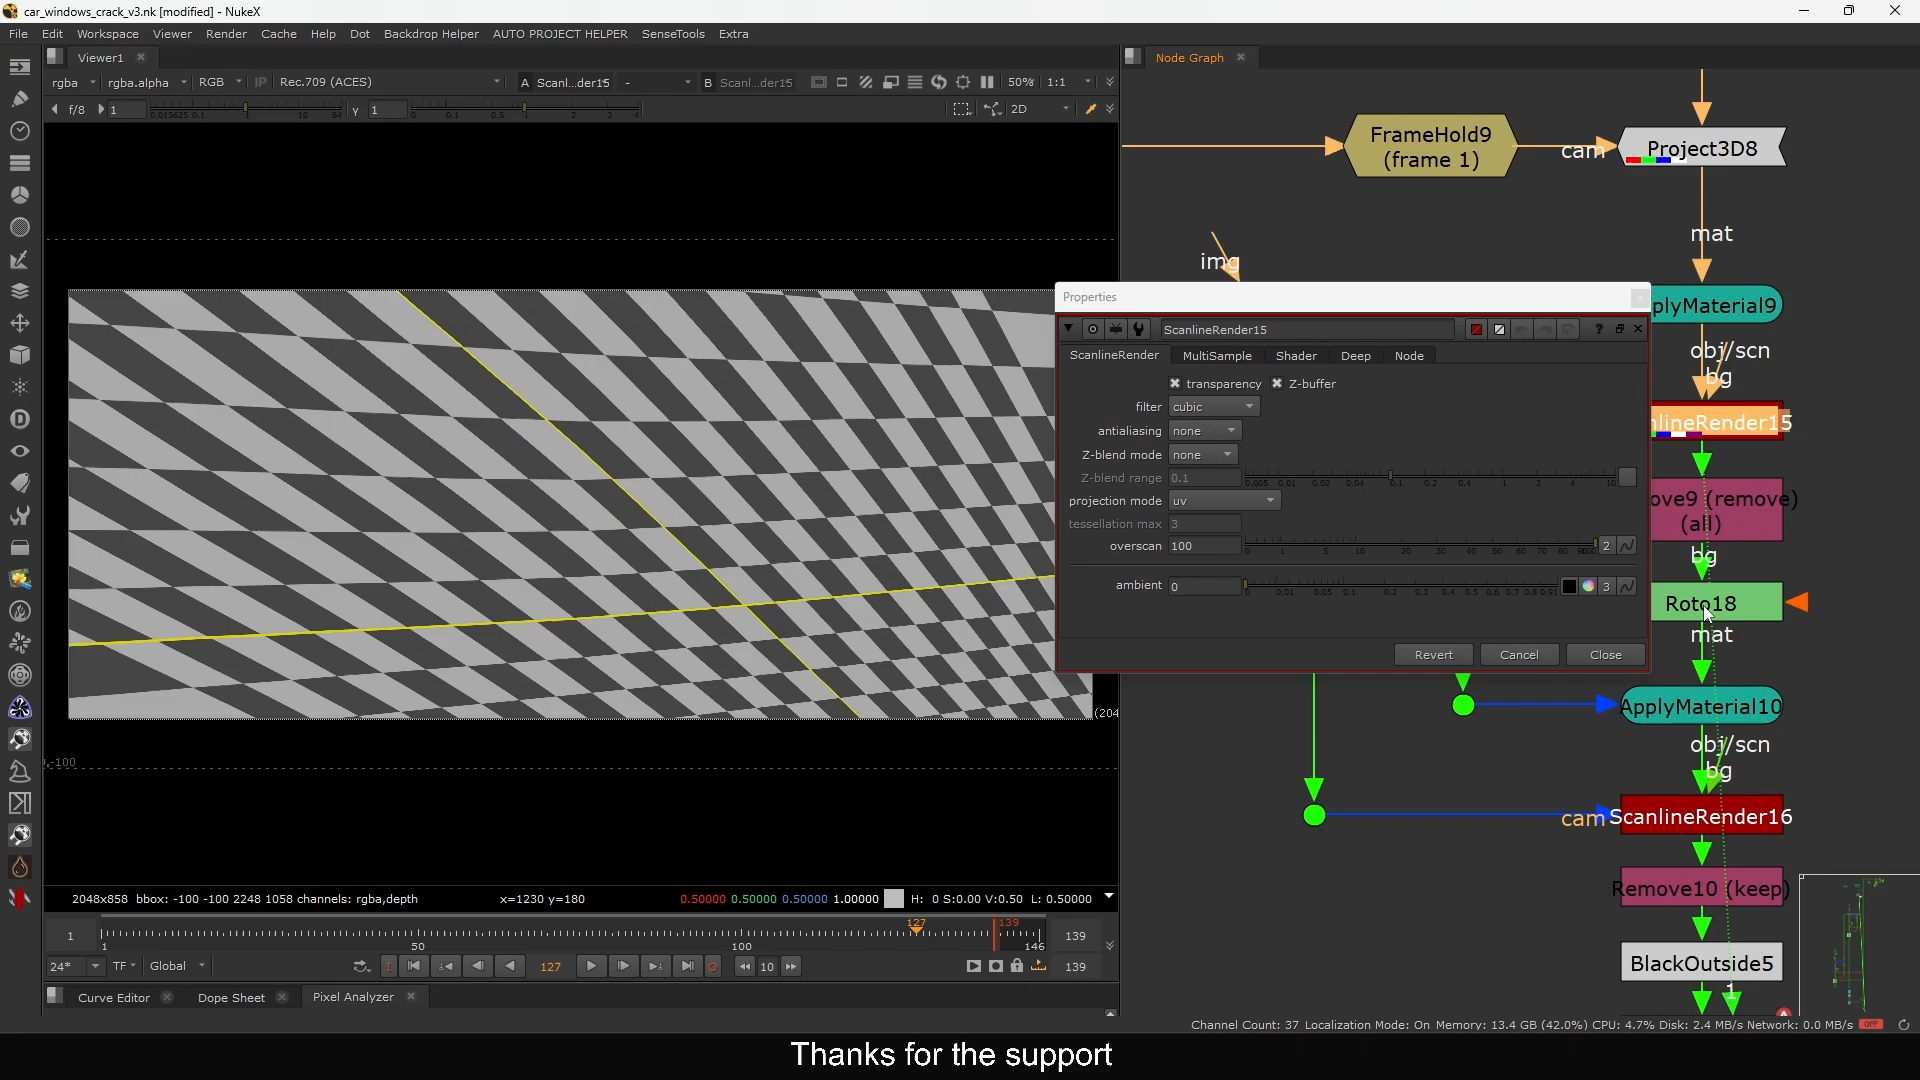 car_windows_crack_v3.nk [modified] - NukeX
File Edit Workspace Viewer Render Cache Help Dot Backdrop Helper AUTO PROJECT HELPER SenseTools Extra
Viewer1
Node Graph
rgba rgba.alpha RGB IP Rec.709 (ACES) A Scanl...der15 - B Scanl...der15 50% 1:1
f/8 1 Y 1 2D
FrameHold9
(frame 1)
cam
Project3D8
mat
img
Properties
plyMaterial9
ScanlineRender15
ScanlineRender MultiSample Shader Deep Node
obj/scn
bg
transparency Z-buffer
filter cubic
nlineRender15
antialiasing none
Z-blend mode none
Z-blend range 0.1
projection mode uv
ove9 (remove)
(all)
tessellation max 3
overscan 100 2
bg
ambient 0 3
Roto18
mat
Revert Cancel Close
ApplyMaterial10
(204
obj/scn
bg
,-100
cam
ScanlineRender16
Remove10 (keep)
BlackOutside5
1
2048x858 bbox: -100 -100 2248 1058 channels: rgba,depth x=1230 y=180 0.50000 0.50000 0.50000 1.00000 H: 0 S:0.00 V:0.50 L: 0.50000
127 139
1 139
1 50 100 146
24* TF Global 127 10 139
Curve Editor Dope Sheet Pixel Analyzer
Channel Count: 37 Localization Mode: On Memory: 13.4 GB (42.0%) CPU: 4.7% Disk: 2.4 MB/s Network: 0.0 MB/s OFF
Thanks for the support